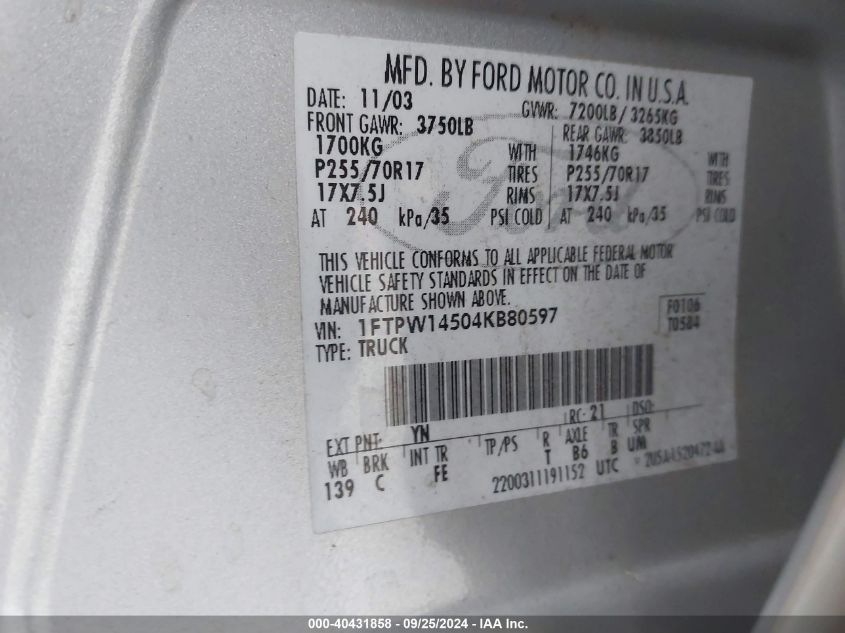 MFD. BY FORD MOTOR CO. IN U.S.A.
DATE: 11/03 GVWR: 7200LB/ 3265KG
FRONT GAWR: 3750LB REAR GAWR: 3850LB
1700KG WITH 1746KG WITH
P255/70R17 TIRES P255/70R17 TIRES
17X7.5J RIMS 17X7.5J RIMS
AT 240 kPa/35 PSI COLD AT 240 kPa/35 PSI COLD
Ford
THIS VEHICLE CONFORMS TO ALL APPLICABLE FEDERAL MOTOR
VEHICLE SAFETY STANDARDS IN EFFECT ON THE DATE OF
MANUFACTURE SHOWN ABOVE.
VIN: 1FTPW14504KB80597 F0106
TYPE: TRUCK T0584
EXT PNT: YN RC: 21 DSO:
WB BRK INT TR TP/PS R AXLE TR SPR
139 C FE T B6 B UM
2200311191152 UTC
000-40431858 - 09/25/2024 - IAA Inc.